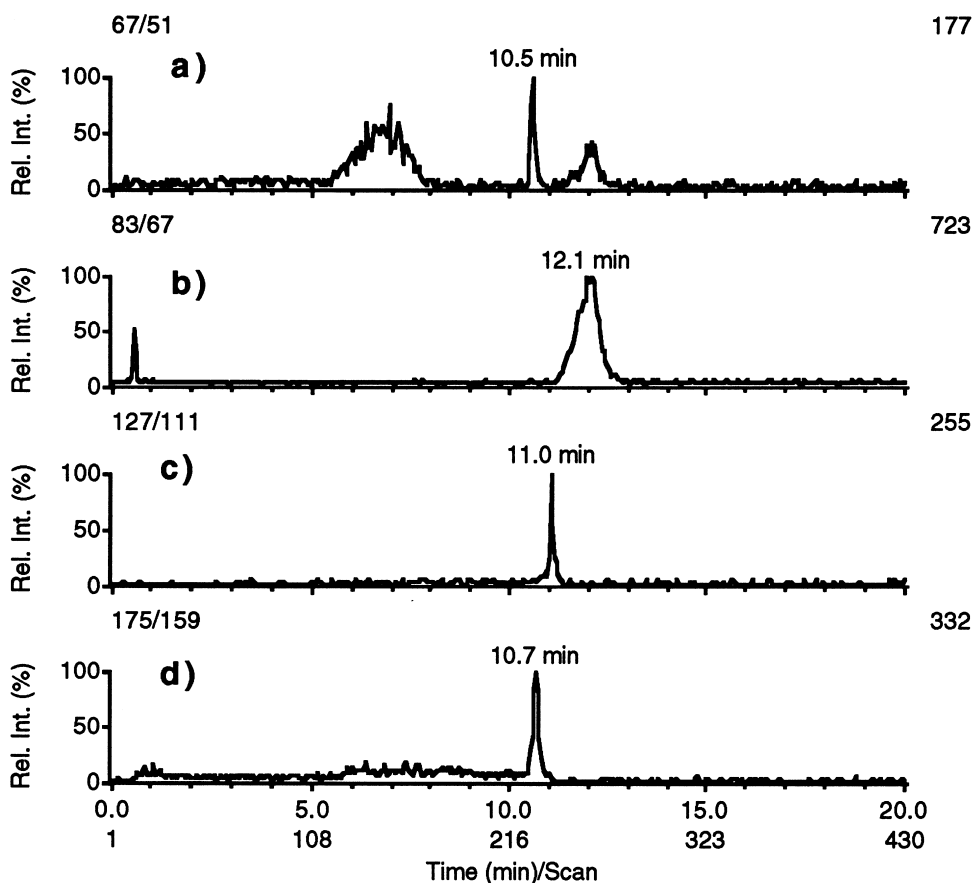 67/51 177
a) 10.5 min
Rel. Int. (%)
100
50
0
83/67 723
b) 12.1 min
Rel. Int. (%)
100
50
0
127/111 255
c) 11.0 min
Rel. Int. (%)
100
50
0
175/159 332
d) 10.7 min
Rel. Int. (%)
100
50
0
0.0 5.0 10.0 15.0 20.0
1 108 216 323 430
Time (min)/Scan